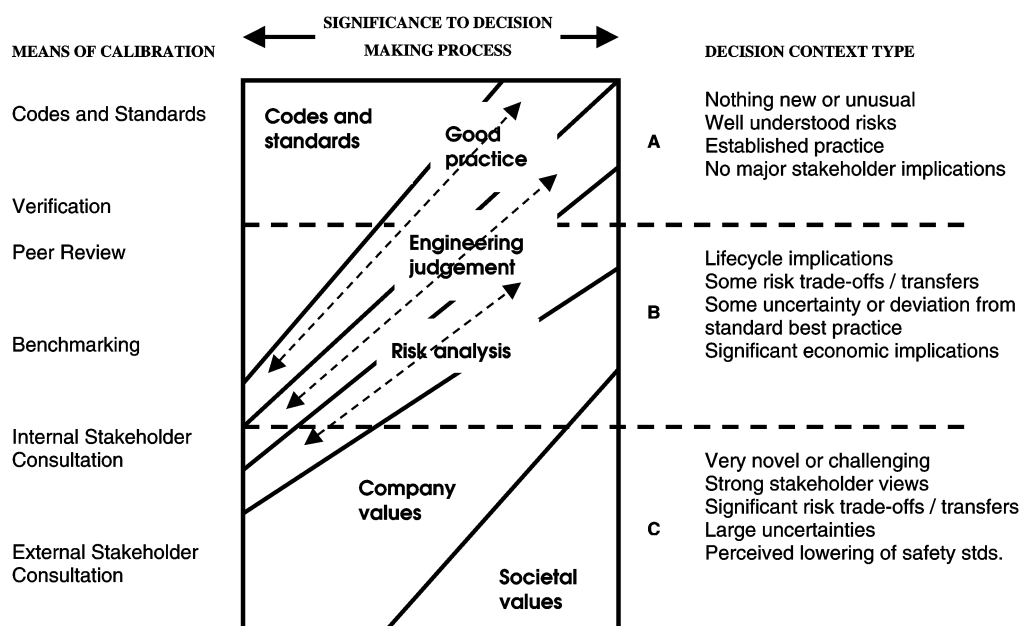 SIGNIFICANCE TO DECISION
MAKING PROCESS
MEANS OF CALIBRATION
DECISION CONTEXT TYPE
Codes and Standards
Verification
Peer Review
Benchmarking
Internal Stakeholder
Consultation
External Stakeholder
Consultation
Codes and
standards
Good
practice
Engineering
judgement
Risk analysis
Company
values
Societal
values
A
Nothing new or unusual
Well understood risks
Established practice
No major stakeholder implications
B
Lifecycle implications
Some risk trade-offs / transfers
Some uncertainty or deviation from
standard best practice
Significant economic implications
C
Very novel or challenging
Strong stakeholder views
Significant risk trade-offs / transfers
Large uncertainties
Perceived lowering of safety stds.